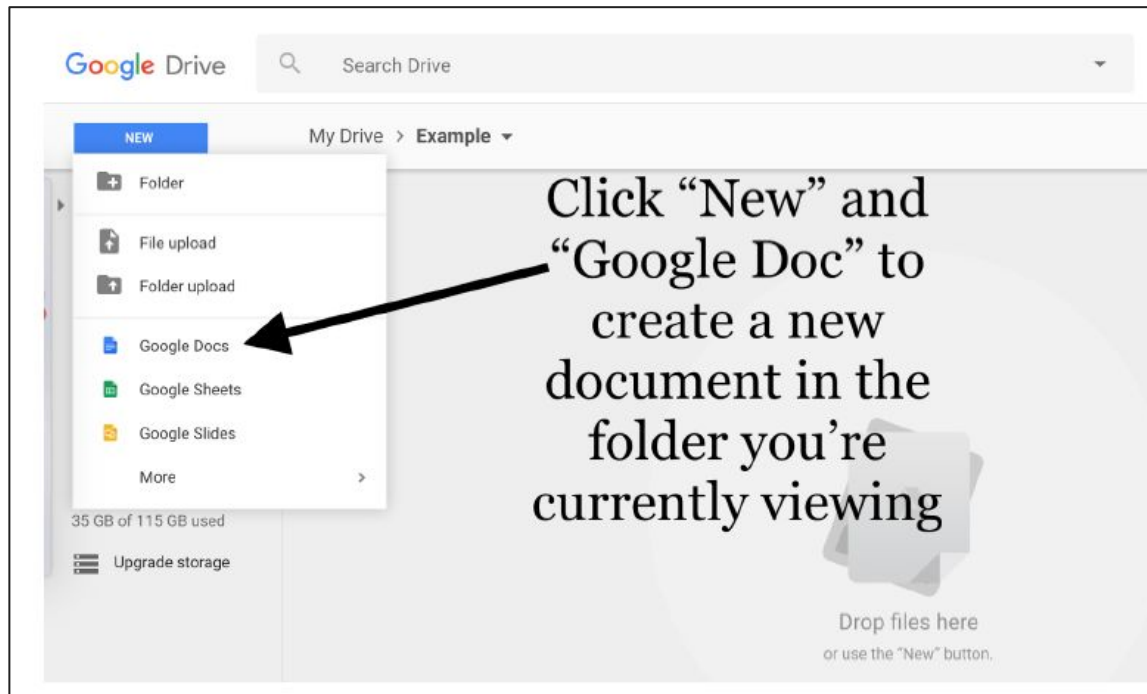 Google Drive
Search Drive
NEW
My Drive > Example
Folder
File upload
Folder upload
Google Docs
Google Sheets
Google Slides
More >
35 GB of 115 GB used
Upgrade storage
Click “New” and
“Google Doc” to
create a new
document in the
folder you’re
currently viewing
Drop files here
or use the “New” button.